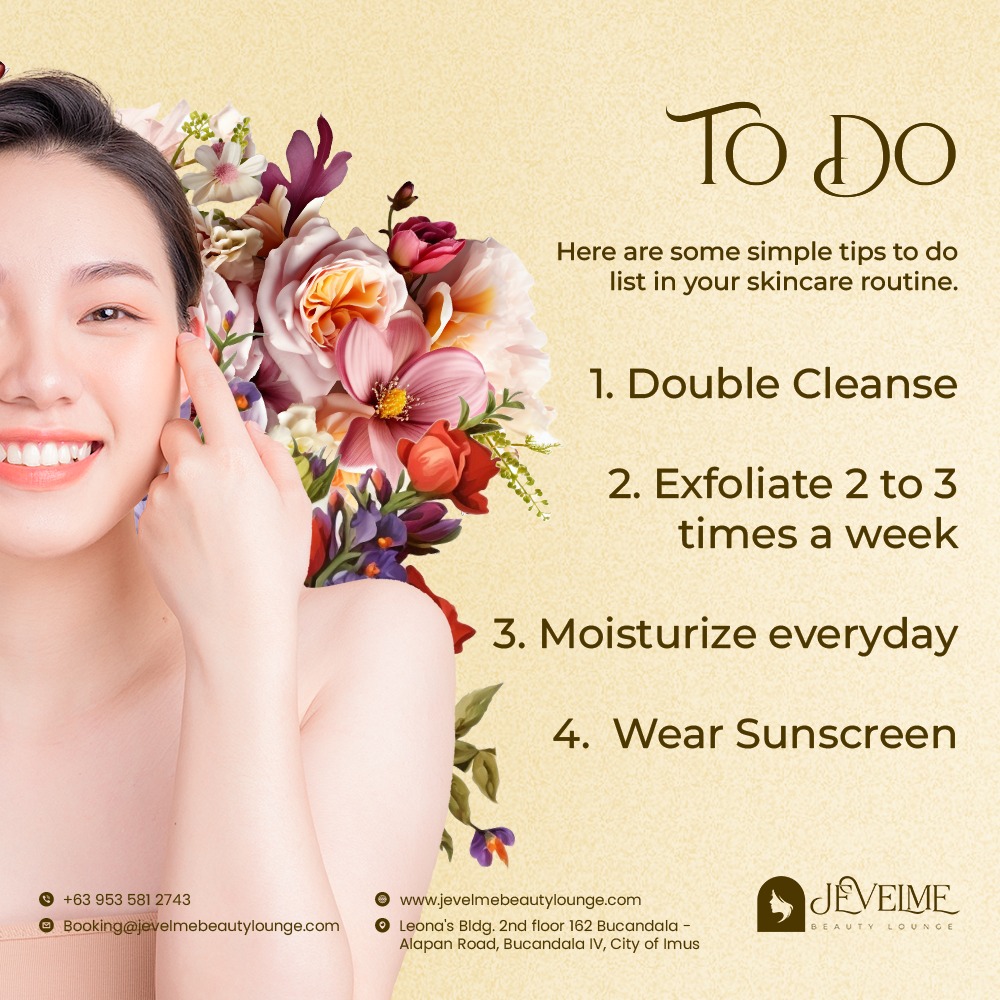 To Do
Here are some simple tips to do
list in your skincare routine.
1. Double Cleanse
2. Exfoliate 2 to 3
times a week
3. Moisturize everyday
4. Wear Sunscreen
+63 953 581 2743
Booking@jevelmebeautylounge.com
www.jevelmebeautylounge.com
Leona's Bldg. 2nd floor 162 Bucandala -
Alapan Road, Bucandala IV, City of Imus
JEVELME
BEAUTY LOUNGE